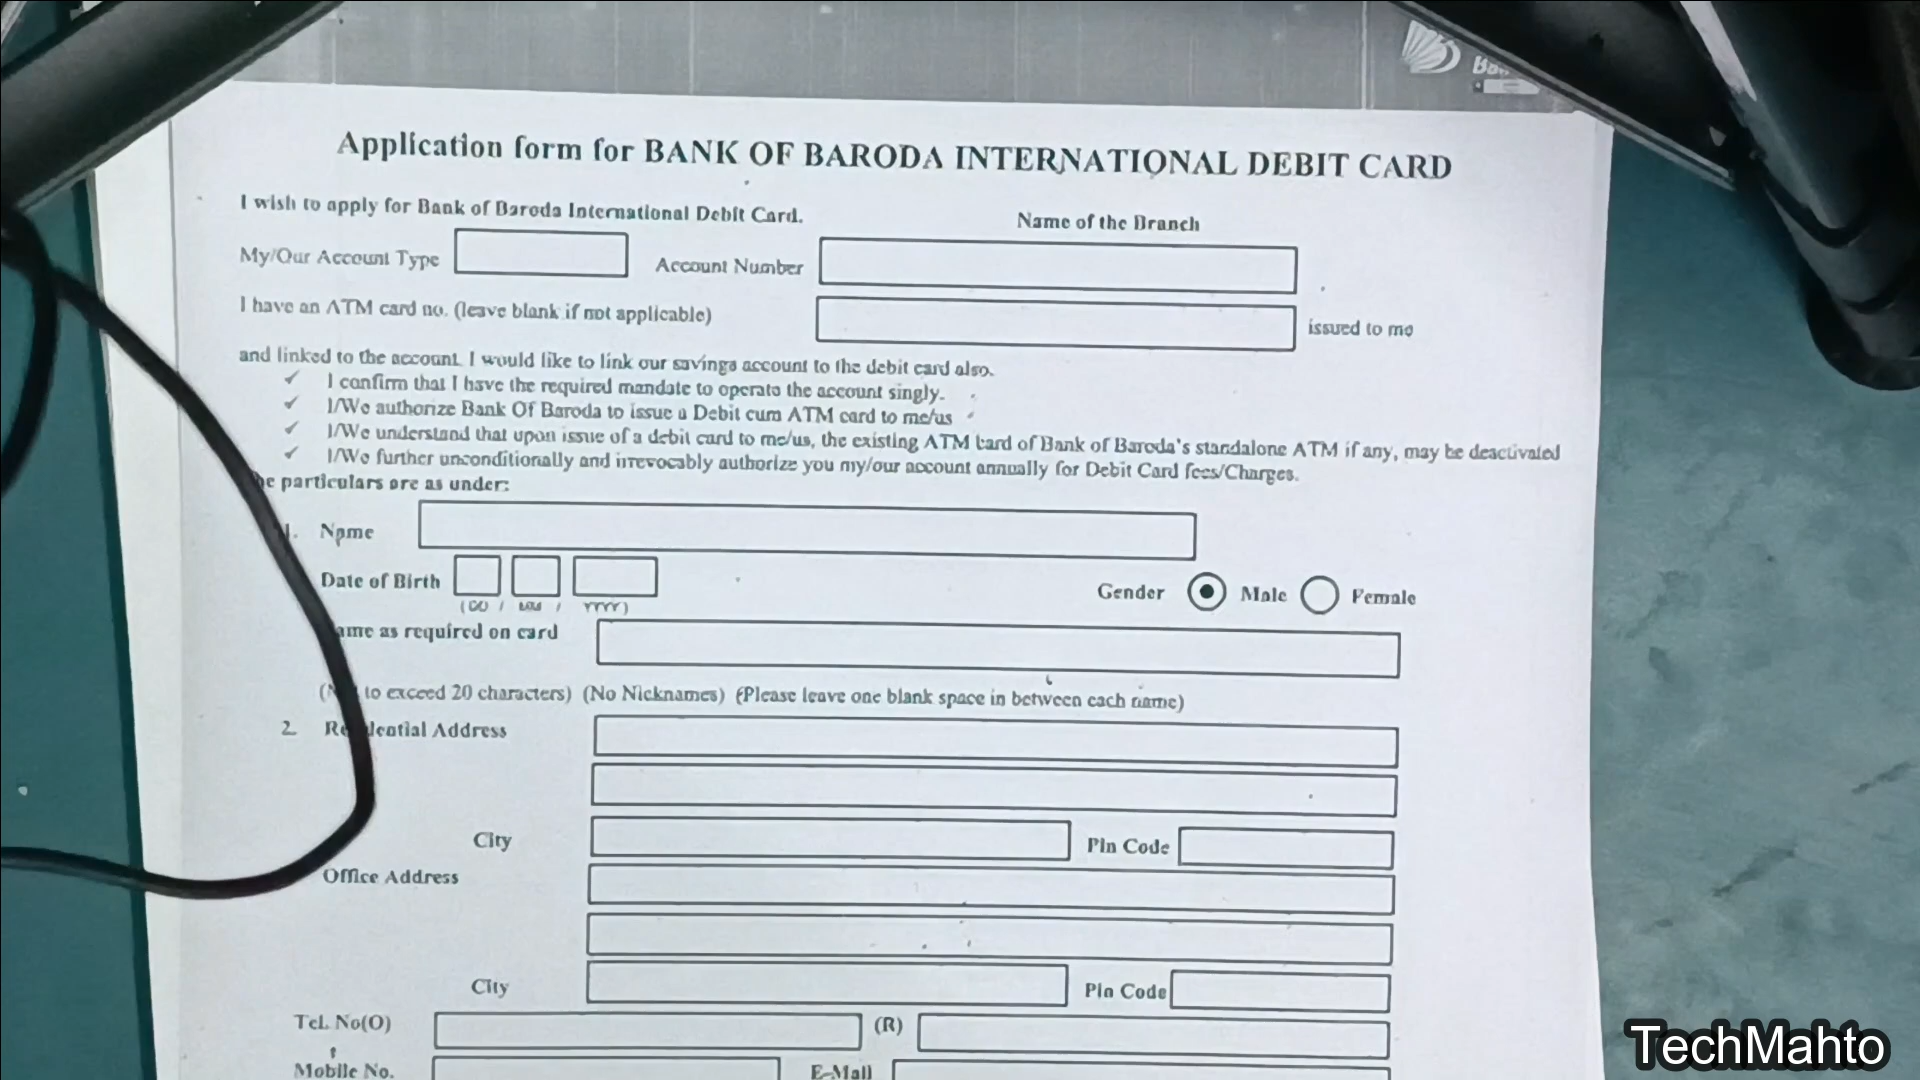 Application form for BANK OF BARODA INTERNATIONAL DEBIT CARD
I wish to apply for Bank of Baroda International Debit Card.
Name of the Branch
My/Our Account Type Account Number
I have an ATM card no. (leave blank if not applicable) issued to me
and linked to the account. I would like to link our savings account to the debit card also.
✓ I confirm that I have the required mandate to operate the account singly.
✓ I/We authorize Bank Of Baroda to issue a Debit cum ATM card to me/us
✓ I/We understand that upon issue of a debit card to me/us, the existing ATM card of Bank of Baroda's standalone ATM if any, may be deactivated
✓ I/We further unconditionally and irrevocably authorize you my/our account annually for Debit Card fees/Charges.
particulars are as under:
1. Name
Date of Birth Gender Male Female
(DD / MM / YYYY)
as required on card
to exceed 20 characters) (No Nicknames) (Please leave one blank space in between each name)
2. Residential Address
City Pin Code
Office Address
City Pin Code
Tel. No(O) (R)
Mobile No. E-Mail
TechMahto